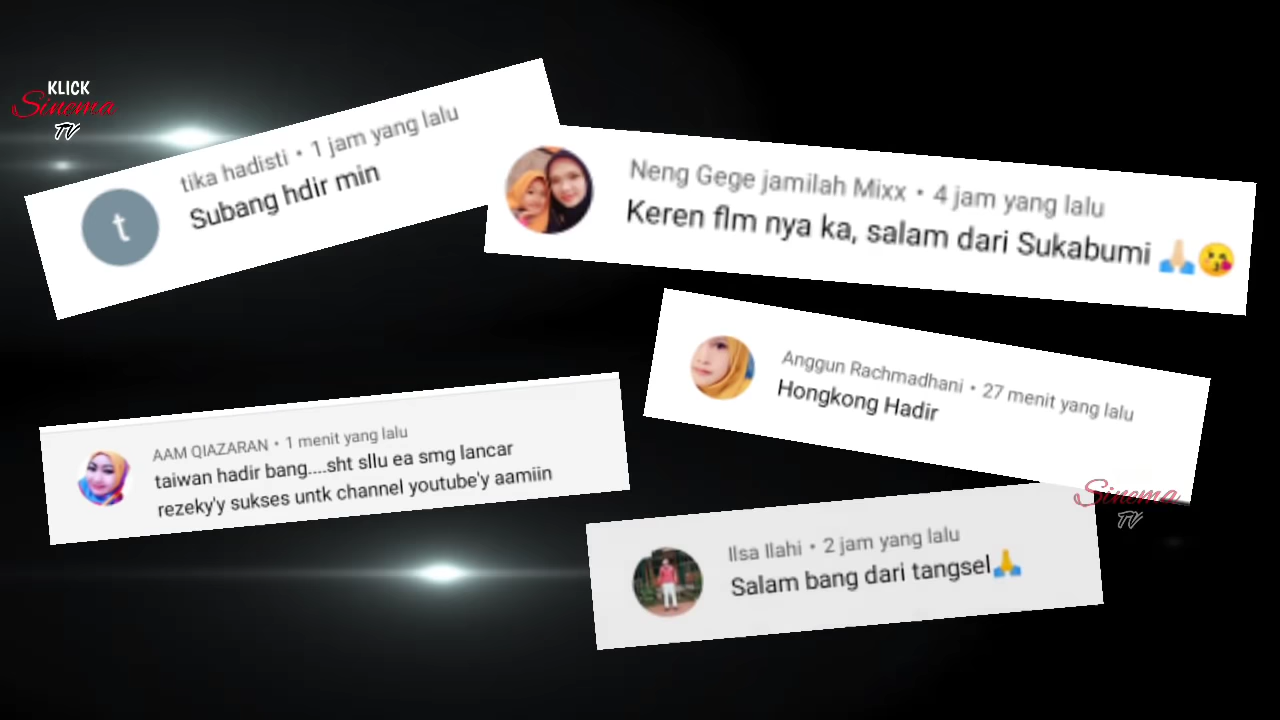 KLICK
Sinema
TV
tika hadisti • 1 jam yang lalu
Subang hdir min
t
Neng Gege jamilah Mixx • 4 jam yang lalu
Keren flm nya ka, salam dari Sukabumi 🙏🏼😘
Anggun Rachmadhani • 27 menit yang lalu
Hongkong Hadir
AAM QIAZARAN • 1 menit yang lalu
taiwan hadir bang....sht sllu ea smg lancar
rezeky'y sukses untk channel youtube'y aamiin
Sinema
TV
Ilsa Ilahi • 2 jam yang lalu
Salam bang dari tangsel🙏